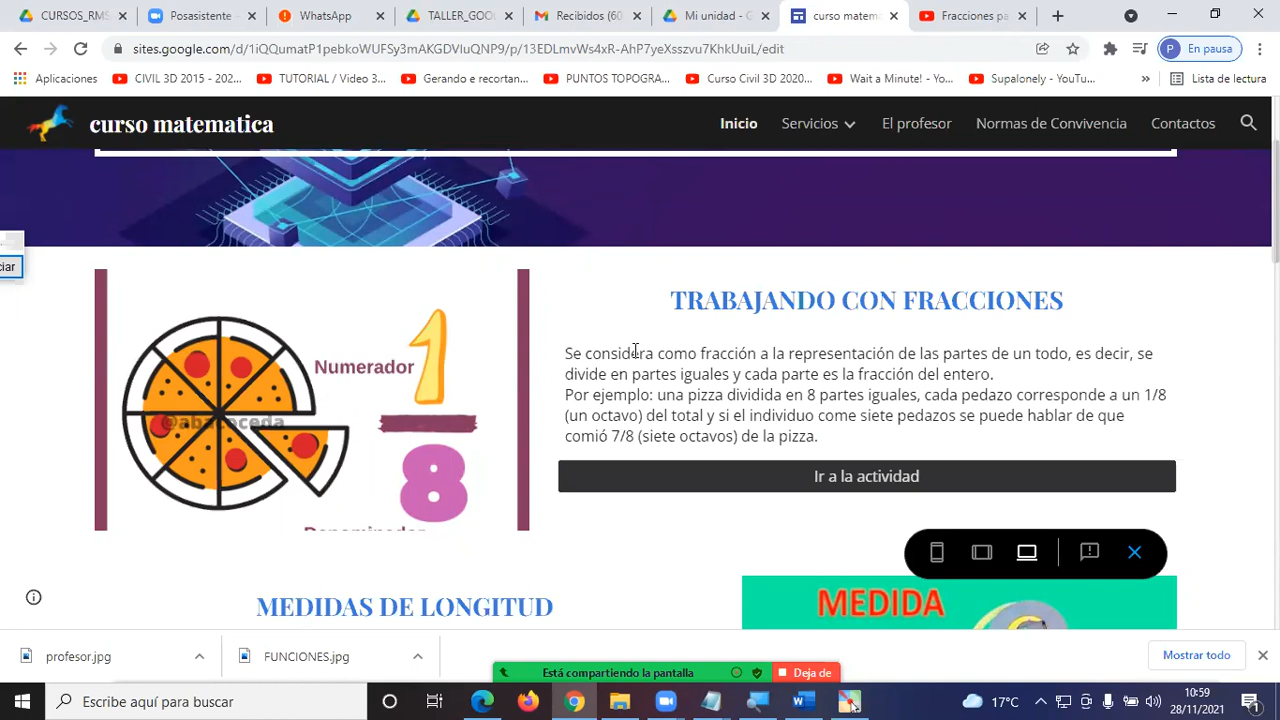 CURSOS_RMS
Posasistente -
WhatsApp
TALLER_GOO
Recibidos (60
Mi unidad - G
curso matem
Fracciones pa
sites.google.com/d/1iQQumatP1pebkoWUFSy3mAKGDVluQNP9/p/13EDLmvWs4xR-AhP7yeXsszvu7KhkUuiL/edit
En pausa
P
Aplicaciones
CIVIL 3D 2015 - 202...
TUTORIAL / Video 3...
Gerando e recortan...
PUNTOS TOPOGRA...
Curso Civil 3D 2020...
Wait a Minute! - Yo...
Supalonely - YouTu...
»
Lista de lectura
curso matematica
Inicio
Servicios
El profesor
Normas de Convivencia
Contactos
ciar
Numerador
1
8
@abacoceda
TRABAJANDO CON FRACCIONES
Se considera como fracción a la representación de las partes de un todo, es decir, se
divide en partes iguales y cada parte es la fracción del entero.
Por ejemplo: una pizza dividida en 8 partes iguales, cada pedazo corresponde a un 1/8
(un octavo) del total y si el individuo come siete pedazos se puede hablar de que
comió 7/8 (siete octavos) de la pizza.
Ir a la actividad
MEDIDAS DE LONGITUD
MEDIDA
profesor.jpg
FUNCIONES.jpg
Mostrar todo
Está compartiendo la pantalla
Deja de
Escribe aquí para buscar
17°C
10:59
28/11/2021
1